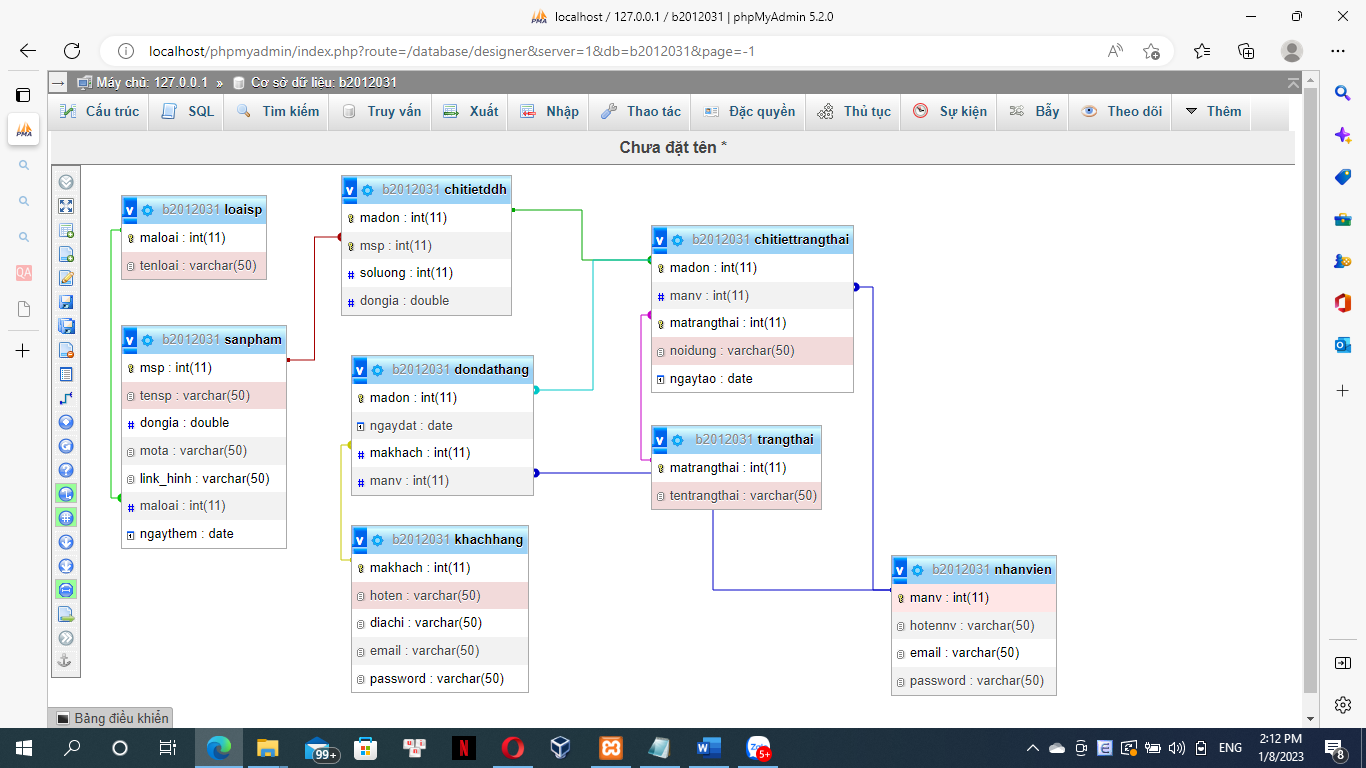 localhost / 127.0.0.1 / b2012031 | phpMyAdmin 5.2.0
localhost/phpmyadmin/index.php?route=/database/designer&server=1&db=b2012031&page=-1
Máy chủ: 127.0.0.1 » Cơ sở dữ liệu: b2012031
Cấu trúc SQL Tìm kiếm Truy vấn Xuất Nhập Thao tác Đặc quyền Thủ tục Sự kiện Bẫy Theo dõi Thêm
Chưa đặt tên *
b2012031 loaisp
maloai : int(11)
tenloai : varchar(50)
b2012031 sanpham
msp : int(11)
tensp : varchar(50)
dongia : double
mota : varchar(50)
link_hinh : varchar(50)
maloai : int(11)
ngaythem : date
b2012031 chitietddh
madon : int(11)
msp : int(11)
soluong : int(11)
dongia : double
b2012031 dondathang
madon : int(11)
ngaydat : date
makhach : int(11)
manv : int(11)
b2012031 khachhang
makhach : int(11)
hoten : varchar(50)
diachi : varchar(50)
email : varchar(50)
password : varchar(50)
b2012031 chitiettrangthai
madon : int(11)
manv : int(11)
matrangthai : int(11)
noidung : varchar(50)
ngaytao : date
b2012031 trangthai
matrangthai : int(11)
tentrangthai : varchar(50)
b2012031 nhanvien
manv : int(11)
hotennv : varchar(50)
email : varchar(50)
password : varchar(50)
Bảng điều khiển
99+
5+
ENG
2:12 PM
1/8/2023
8